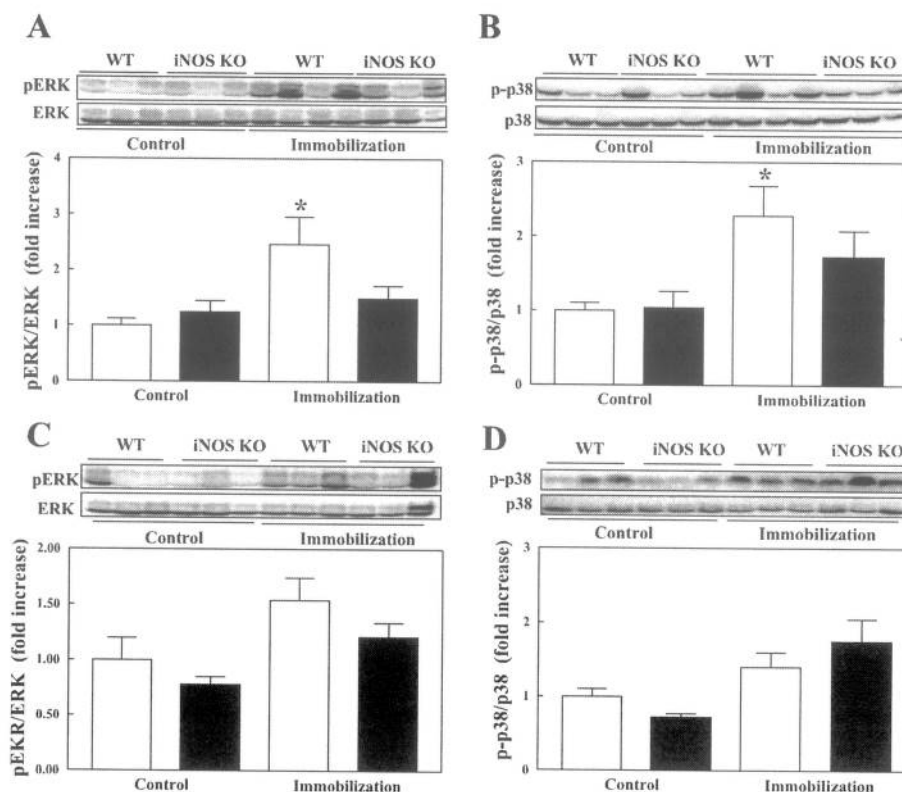 A
WT iNOS KO WT iNOS KO
pERK
ERK
Control Immobilization
pERK/ERK (fold increase)
4
3
2
1
0
*
Control Immobilization
B
WT iNOS KO WT iNOS KO
p-p38
p38
Control Immobilization
p-p38/p38 (fold increase)
3
2
1
0
*
Control Immobilization
C
WT iNOS KO WT iNOS KO
pERK
ERK
Control Immobilization
pEKR/ERK (fold increase)
2.00
1.50
1.00
0.50
0.00
Control Immobilization
D
WT iNOS KO WT iNOS KO
p-p38
p38
Control Immobilization
p-p38/p38 (fold increase)
3
2
1
0
Control Immobilization